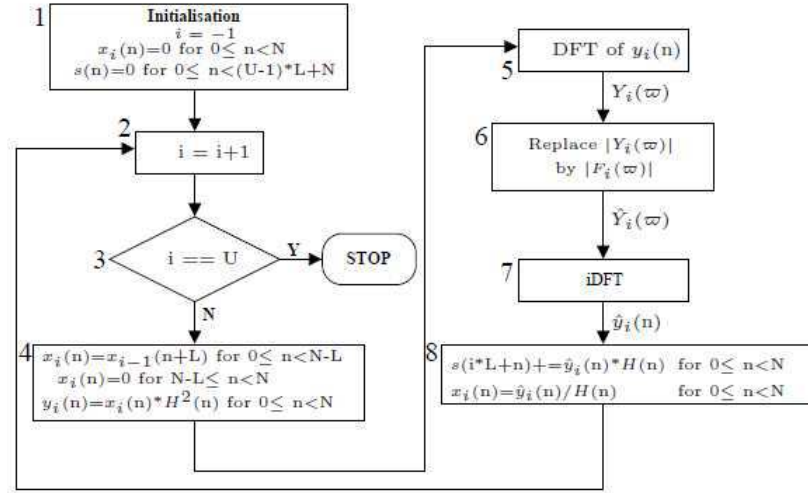 1
Initialisation
i = −1
x_i(n)=0 for 0≤ n<N
s(n)=0 for 0≤ n<(U-1)*L+N
2
i = i+1
3
i == U
Y
STOP
N
4
x_i(n)=x_{i−1}(n+L) for 0≤ n<N-L
x_i(n)=0 for N-L≤ n<N
y_i(n)=x_i(n)*H²(n) for 0≤ n<N
DFT of y_i(n)
5
Y_i(ϖ)
6
Replace |Y_i(ϖ)|
by |F_i(ϖ)|
Ŷ_i(ϖ)
7
iDFT
ŷ_i(n)
8
s(i*L+n)+=ŷ_i(n)*H(n) for 0≤ n<N
x_i(n)=ŷ_i(n)/H(n) for 0≤ n<N